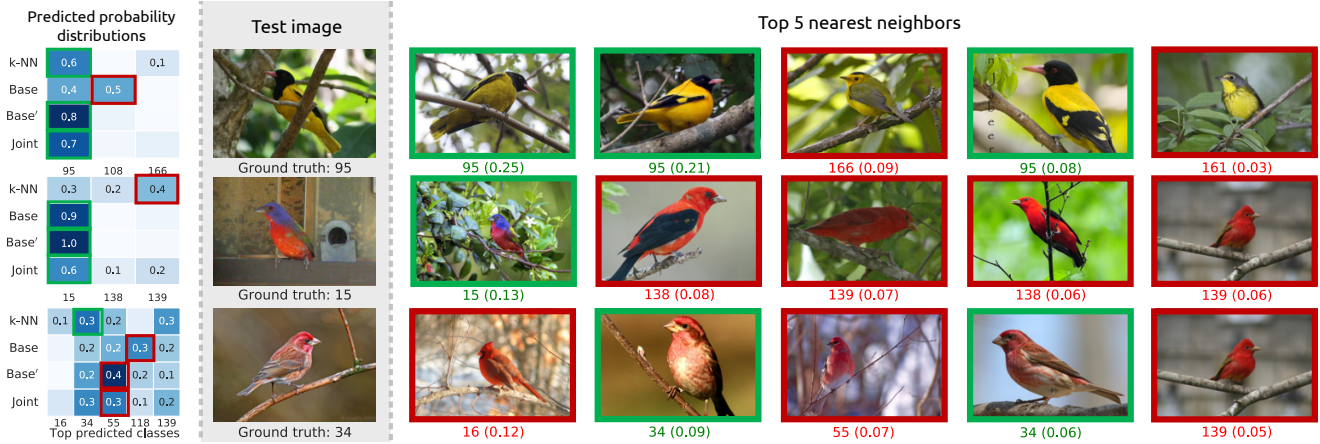 Predicted probability
distributions
Test image
Top 5 nearest neighbors
k-NN 0.6 0.1
Base 0.4 0.5
Base′ 0.8
Joint 0.7
95 108 166
Ground truth: 95
95 (0.25) 95 (0.21) 166 (0.09) 95 (0.08) 161 (0.03)
k-NN 0.3 0.2 0.4
Base 0.9
Base′ 1.0
Joint 0.6 0.1 0.2
15 138 139
Ground truth: 15
15 (0.13) 138 (0.08) 139 (0.07) 138 (0.06) 139 (0.06)
k-NN 0.1 0.3 0.2 0.3
Base 0.2 0.2 0.3 0.2
Base′ 0.2 0.4 0.2 0.1
Joint 0.3 0.3 0.1 0.2
16 34 55 118 139
Top predicted classes
Ground truth: 34
16 (0.12) 34 (0.09) 55 (0.07) 34 (0.06) 139 (0.05)